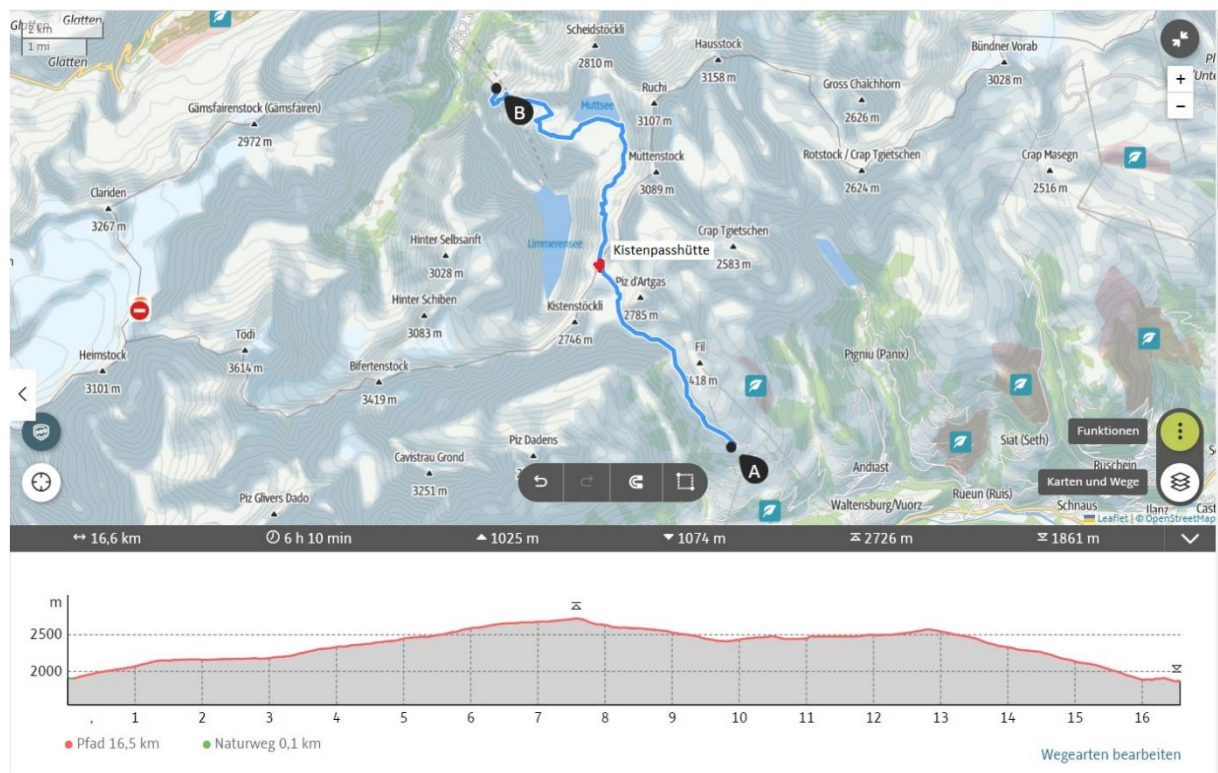 Glatten
2 km
1 mi
Glatten
Scheidstöckli
2810 m
Hausstock
3158 m
Bündner Vorab
3028 m
+
−
Gämsfairenstock (Gämsfairen)
2972 m
B
Muttsee
Ruchi
3107 m
Gross Chalchhorn
2626 m
Muttenstock
3089 m
Rotstock / Crap Tgietschen
2624 m
Crap Masegn
2516 m
Clariden
3267 m
Hinter Selbsanft
3028 m
Limmerensee
Kistenpasshütte
Crap Tgietschen
2583 m
Piz d'Artgas
2785 m
Hinter Schiben
3083 m
Kistenstöckli
2746 m
Tödi
3614 m
Heimstock
3101 m
Bifertenstock
3419 m
Fil
418 m
Pigniu (Panix)
Piz Dadens
Cavistrau Grond
3251 m
A
Andiast
Siat (Seth)
Funktionen
Ruschein
Karten und Wege
Piz Glivers Dado
Waltensburg/Vuorz
Rueun (Ruis)
Schnaus
Ilanz
Cast
Leaflet | © OpenStreetMap
16,6 km 6 h 10 min 1025 m 1074 m 2726 m 1861 m
m
2500
2000
, 1 2 3 4 5 6 7 8 9 10 11 12 13 14 15 16
Pfad 16,5 km Naturweg 0,1 km
Wegearten bearbeiten